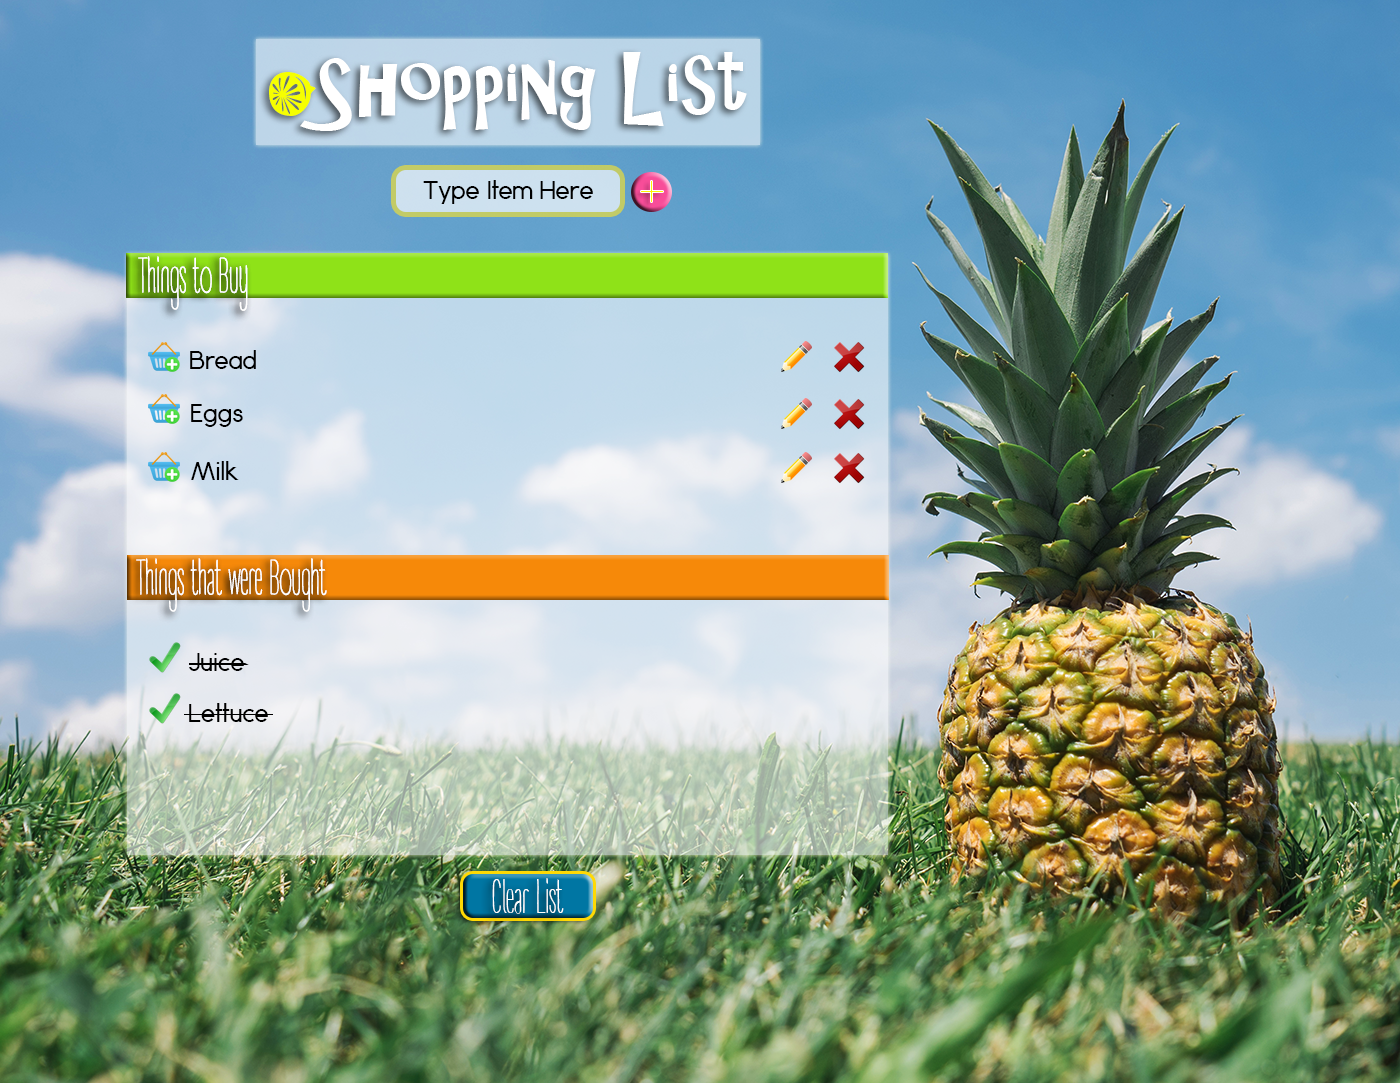 Shopping List
Type Item Here
Things to Buy
Bread
Eggs
Milk
Things that were Bought
Juice
Lettuce
Clear List